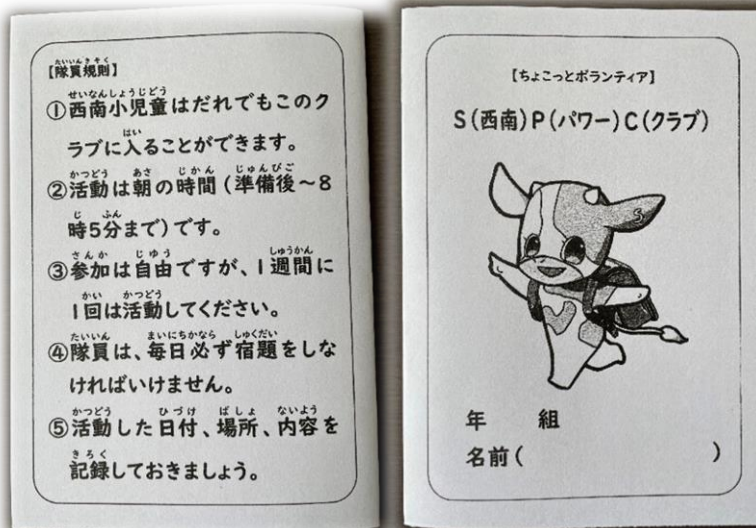 【隊員規則】
①西南小児童はだれでもこのク
ラブに入ることができます。
②活動は朝の時間（準備後～8
時5分まで）です。
③参加は自由ですが、1週間に
1回は活動してください。
④隊員は、毎日必ず宿題をしな
ければいけません。
⑤活動した日付、場所、内容を
記録しておきましょう。
【ちょこっとボランティア】
S(西南)P(パワー)C(クラブ)
年　組
名前(　　　)